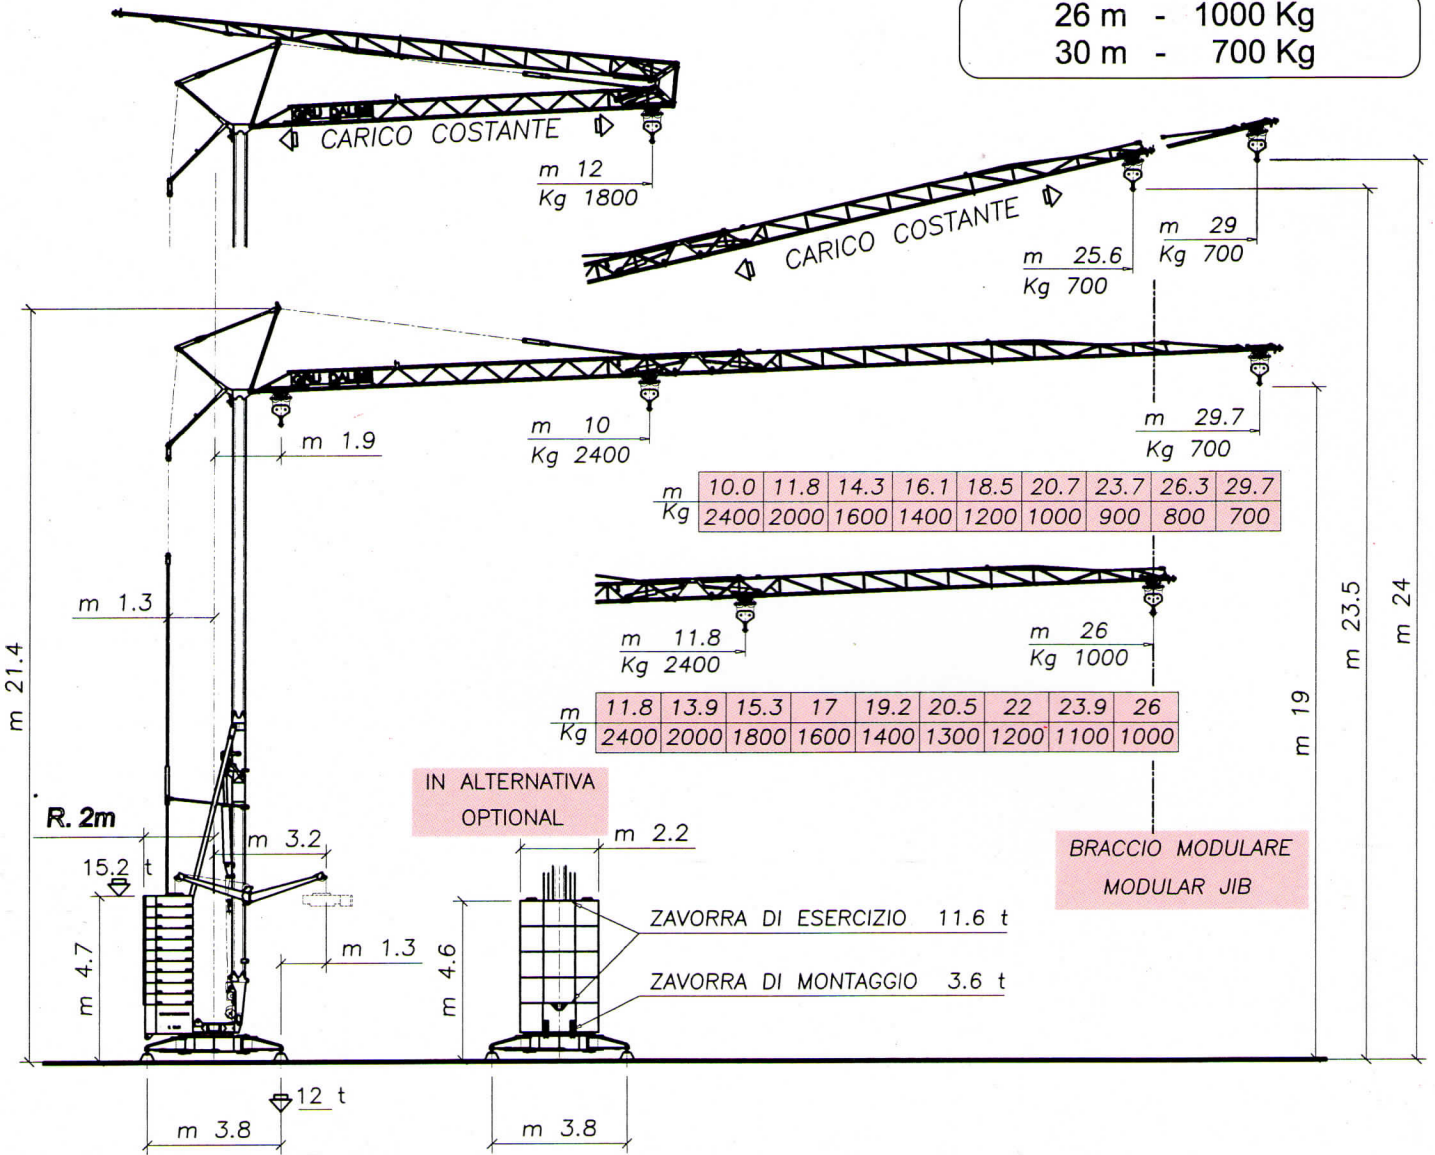 26 m - 1000 Kg
30 m - 700 Kg
CARICO COSTANTE
m 12
Kg 1800
CARICO COSTANTE
m 29
Kg 700
m 25.6
Kg 700
m 10
Kg 2400
m 29.7
Kg 700
m 1.9
m 10.0 11.8 14.3 16.1 18.5 20.7 23.7 26.3 29.7
Kg 2400 2000 1600 1400 1200 1000 900 800 700
m 1.3
m 11.8
Kg 2400
m 26
Kg 1000
m 21.4
m 23.5
m 24
m 19
m 11.8 13.9 15.3 17 19.2 20.5 22 23.9 26
Kg 2400 2000 1800 1600 1400 1300 1200 1100 1000
IN ALTERNATIVA
OPTIONAL
R. 2m
m 3.2
m 2.2
BRACCIO MODULARE
MODULAR JIB
15.2 t
ZAVORRA DI ESERCIZIO 11.6 t
m 1.3
m 4.7
m 4.6
ZAVORRA DI MONTAGGIO 3.6 t
12 t
m 3.8
m 3.8